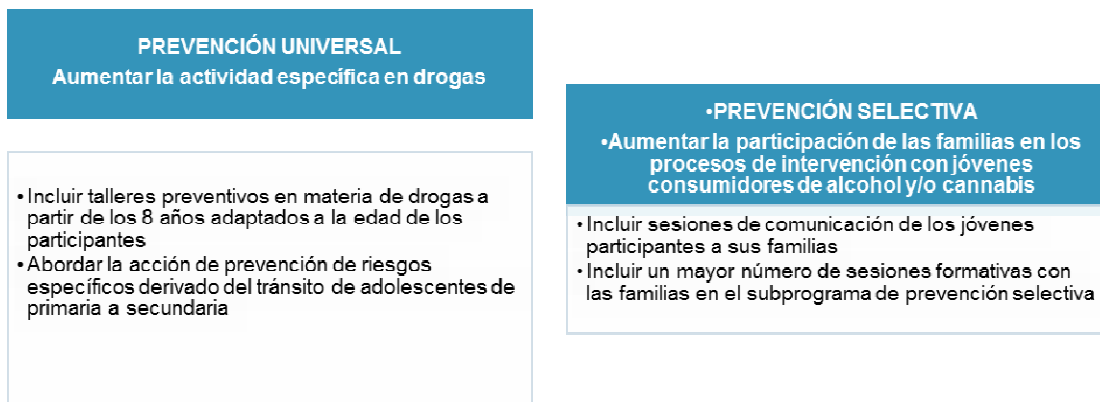 PREVENCIÓN UNIVERSAL
Aumentar la actividad específica en drogas
•Incluir talleres preventivos en materia de drogas a
partir de los 8 años adaptados a la edad de los
participantes
•Abordar la acción de prevención de riesgos
específicos derivado del tránsito de adolescentes de
primaria a secundaria
•PREVENCIÓN SELECTIVA
•Aumentar la participación de las familias en los
procesos de intervención con jóvenes
consumidores de alcohol y/o cannabis
•Incluir sesiones de comunicación de los jóvenes
participantes a sus familias
•Incluir un mayor número de sesiones formativas con
las familias en el subprograma de prevención selectiva